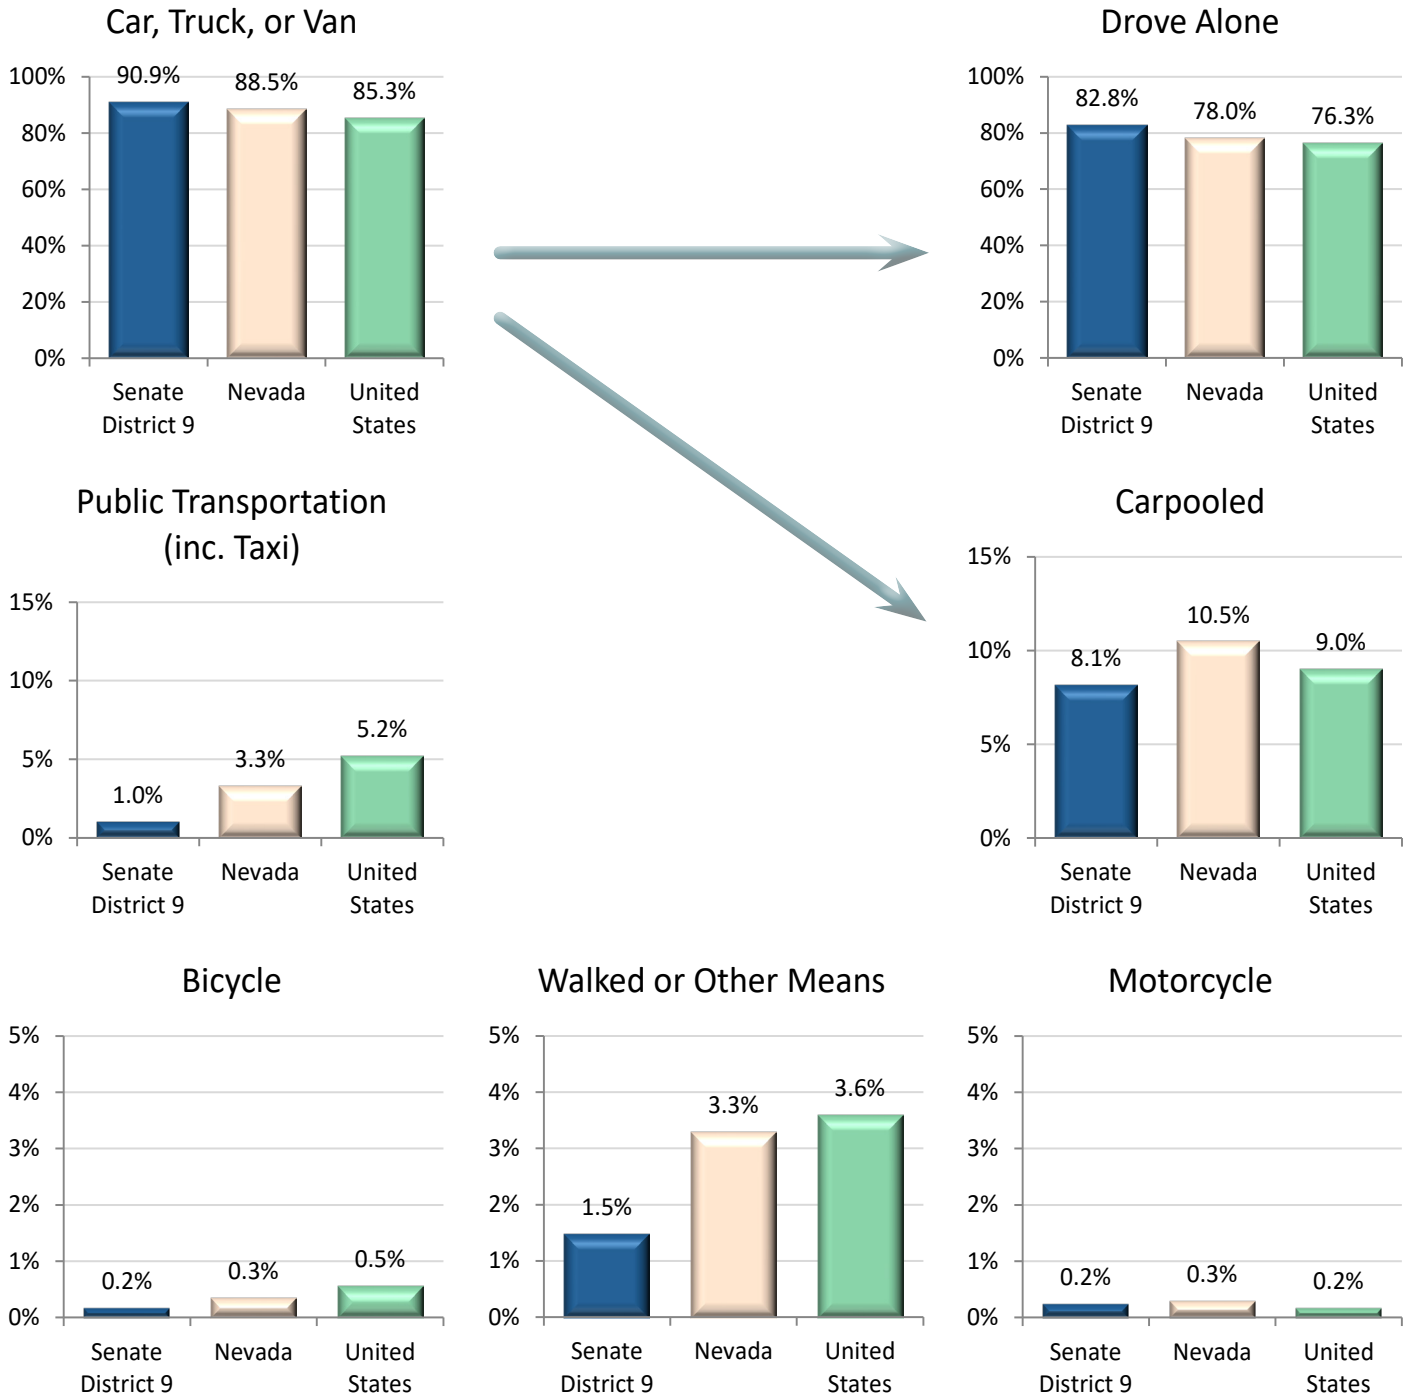 Car, Truck, or Van
100%
80%
60%
40%
20%
0%
90.9%
88.5%
85.3%
Senate
District 9
Nevada
United
States
Drove Alone
100%
80%
60%
40%
20%
0%
82.8%
78.0%
76.3%
Senate
District 9
Nevada
United
States
Public Transportation
(inc. Taxi)
15%
10%
5%
0%
1.0%
3.3%
5.2%
Senate
District 9
Nevada
United
States
Carpooled
15%
10%
5%
0%
8.1%
10.5%
9.0%
Senate
District 9
Nevada
United
States
Bicycle
5%
4%
3%
2%
1%
0%
0.2%
0.3%
0.5%
Senate
District 9
Nevada
United
States
Walked or Other Means
5%
4%
3%
2%
1%
0%
1.5%
3.3%
3.6%
Senate
District 9
Nevada
United
States
Motorcycle
5%
4%
3%
2%
1%
0%
0.2%
0.3%
0.2%
Senate
District 9
Nevada
United
States